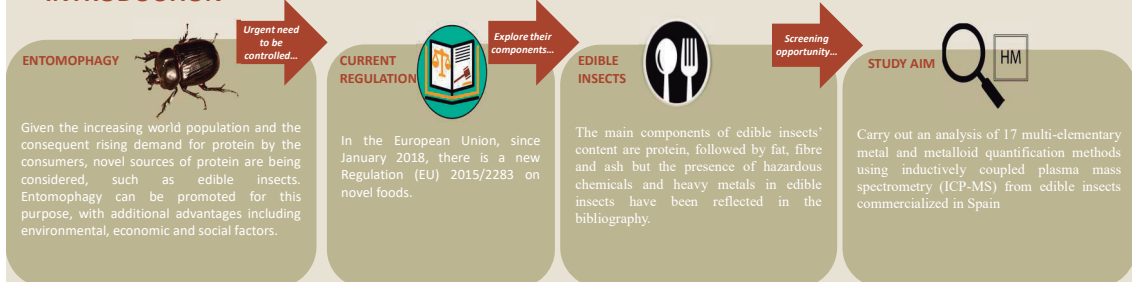 INTRODUCTION
ENTOMOPHAGY
Urgent need
to be
controlled…
Given the increasing world population and the
consequent rising demand for protein by the
consumers, novel sources of protein are being
considered, such as edible insects.
Entomophagy can be promoted for this
purpose, with additional advantages including
environmental, economic and social factors.
CURRENT
REGULATION
Explore their
components…
In the European Union, since
January 2018, there is a new
Regulation (EU) 2015/2283 on
novel foods.
EDIBLE
INSECTS
Screening
opportunity…
The main components of edible insects’
content are protein, followed by fat, fibre
and ash but the presence of hazardous
chemicals and heavy metals in edible
insects have been reflected in the
bibliography.
STUDY AIM
HM
Carry out an analysis of 17 multi-elementary
metal and metalloid quantification methods
using inductively coupled plasma mass
spectrometry (ICP-MS) from edible insects
commercialized in Spain